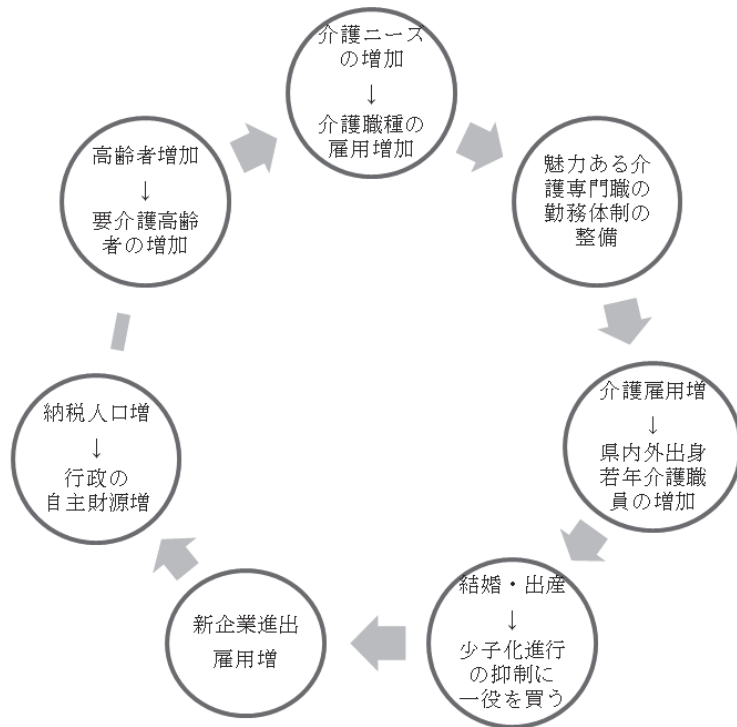 介護ニーズ
の増加
↓
介護職種の
雇用増加
魅力ある介
護専門職の
勤務体制の
整備
介護雇用増
↓
県内外出身
若年介護職
員の増加
結婚・出産
↓
少子化進行
の抑制に
一役を買う
新企業進出
雇用増
納税人口増
↓
行政の
自主財源増
高齢者増加
↓
要介護高齢
者の増加